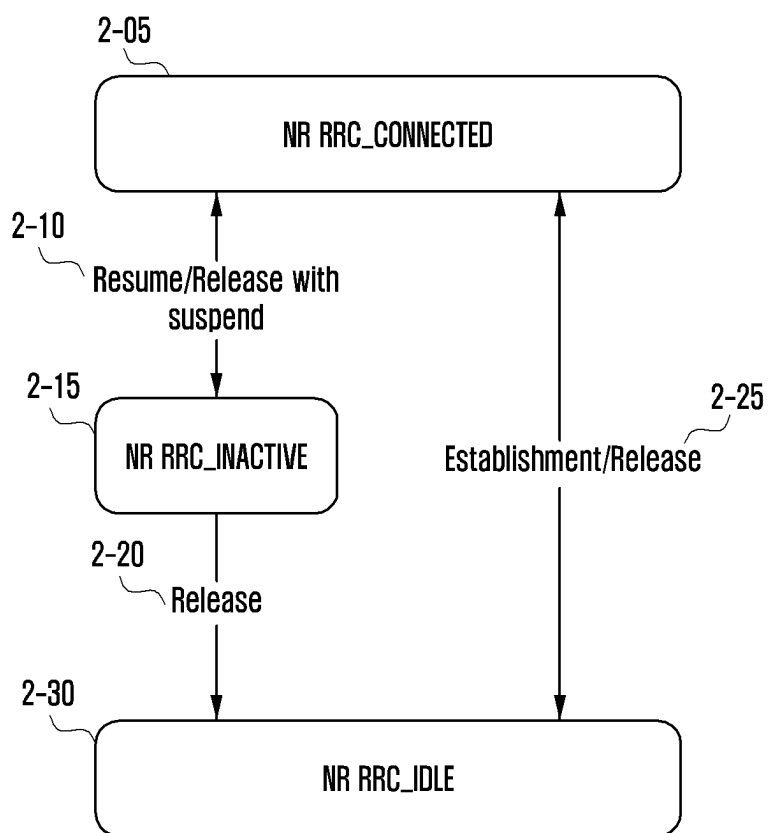 2-05
NR RRC_CONNECTED
2-10
Resume/Release with
suspend
2-15
NR RRC_INACTIVE
2-25
Establishment/Release
2-20
Release
2-30
NR RRC_IDLE